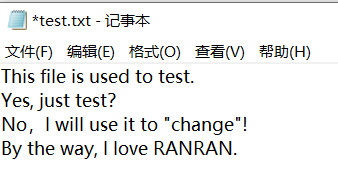 *test.txt - 记事本
文件(F) 编辑(E) 格式(O) 查看(V) 帮助(H)
This file is used to test.
Yes, just test?
No，I will use it to "change"!
By the way, I love RANRAN.